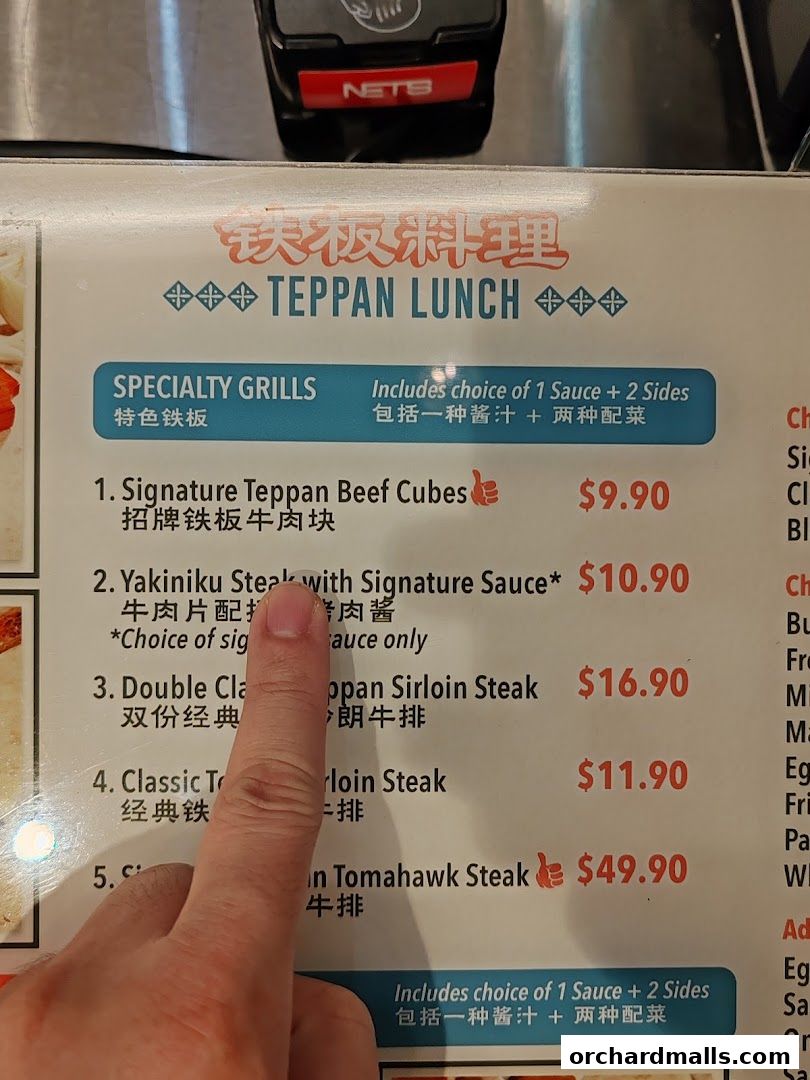 NETS
铁板料理
TEPPAN LUNCH
SPECIALTY GRILLS Includes choice of 1 Sauce + 2 Sides
特色铁板 包括一种酱汁 + 两种配菜
1. Signature Teppan Beef Cubes $9.90
招牌铁板牛肉块
2. Yakiniku Steak with Signature Sauce* $10.90
牛肉片配 烤肉酱
*Choice of sauce only
3. Double Sirloin Steak $16.90
双份经典 朗牛排
4. Classic Steak $11.90
经典铁 牛排
5. Tomahawk Steak $49.90
牛排
Includes choice of 1 Sauce + 2 Sides
包括一种酱汁 + 两种配菜
orchardmalls.com